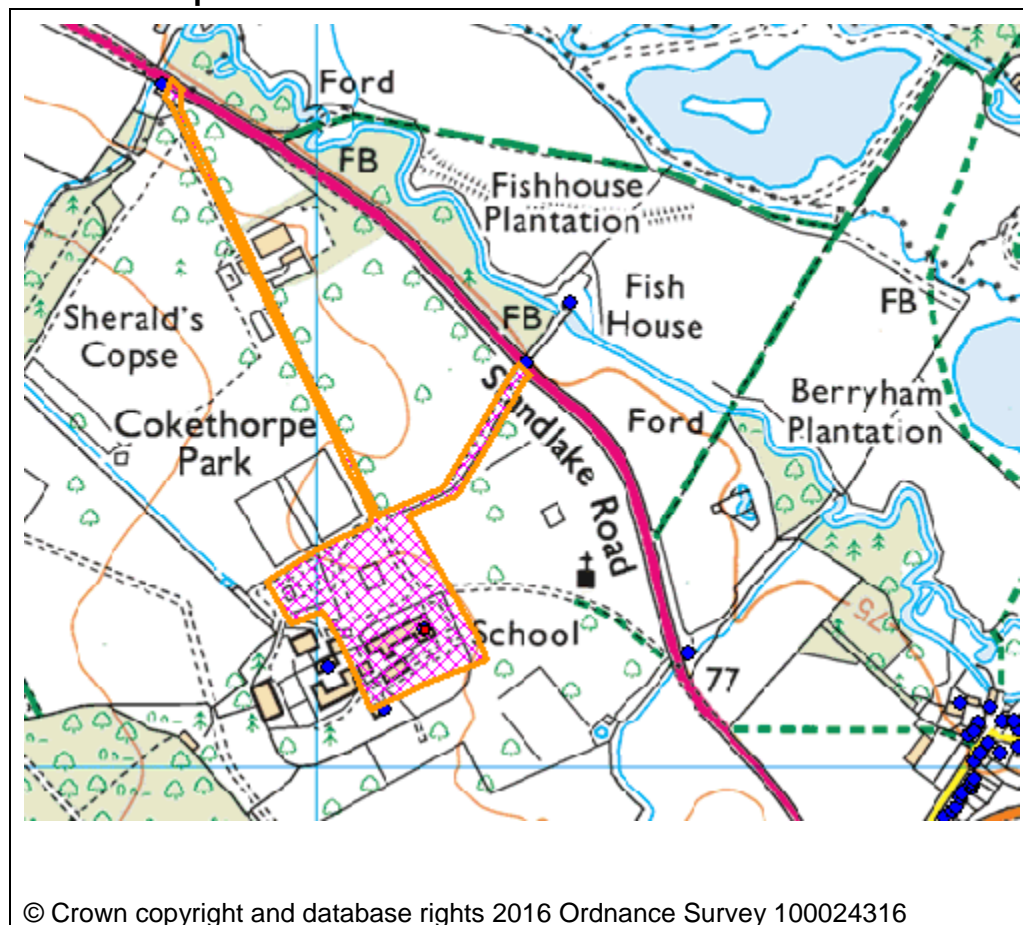 Ford
FB
Fishhouse
Plantation
Fish
House
FB
FB
Sherald's
Copse
Berryham
Plantation
Cokethorpe
Park
Ford
Road
75
School
77
© Crown copyright and database rights 2016 Ordnance Survey 100024316